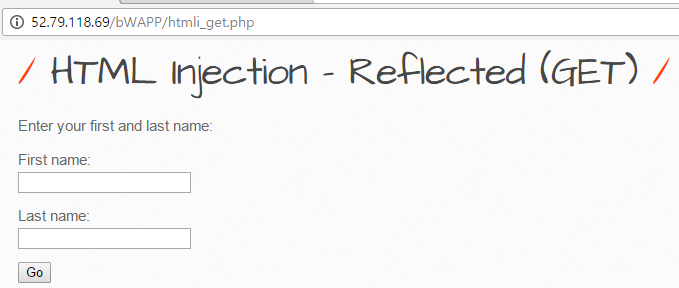 52.79.118.69/bWAPP/htmli_get.php
/ HTML Injection - Reflected (GET) /
Enter your first and last name:
First name:
Last name:
Go